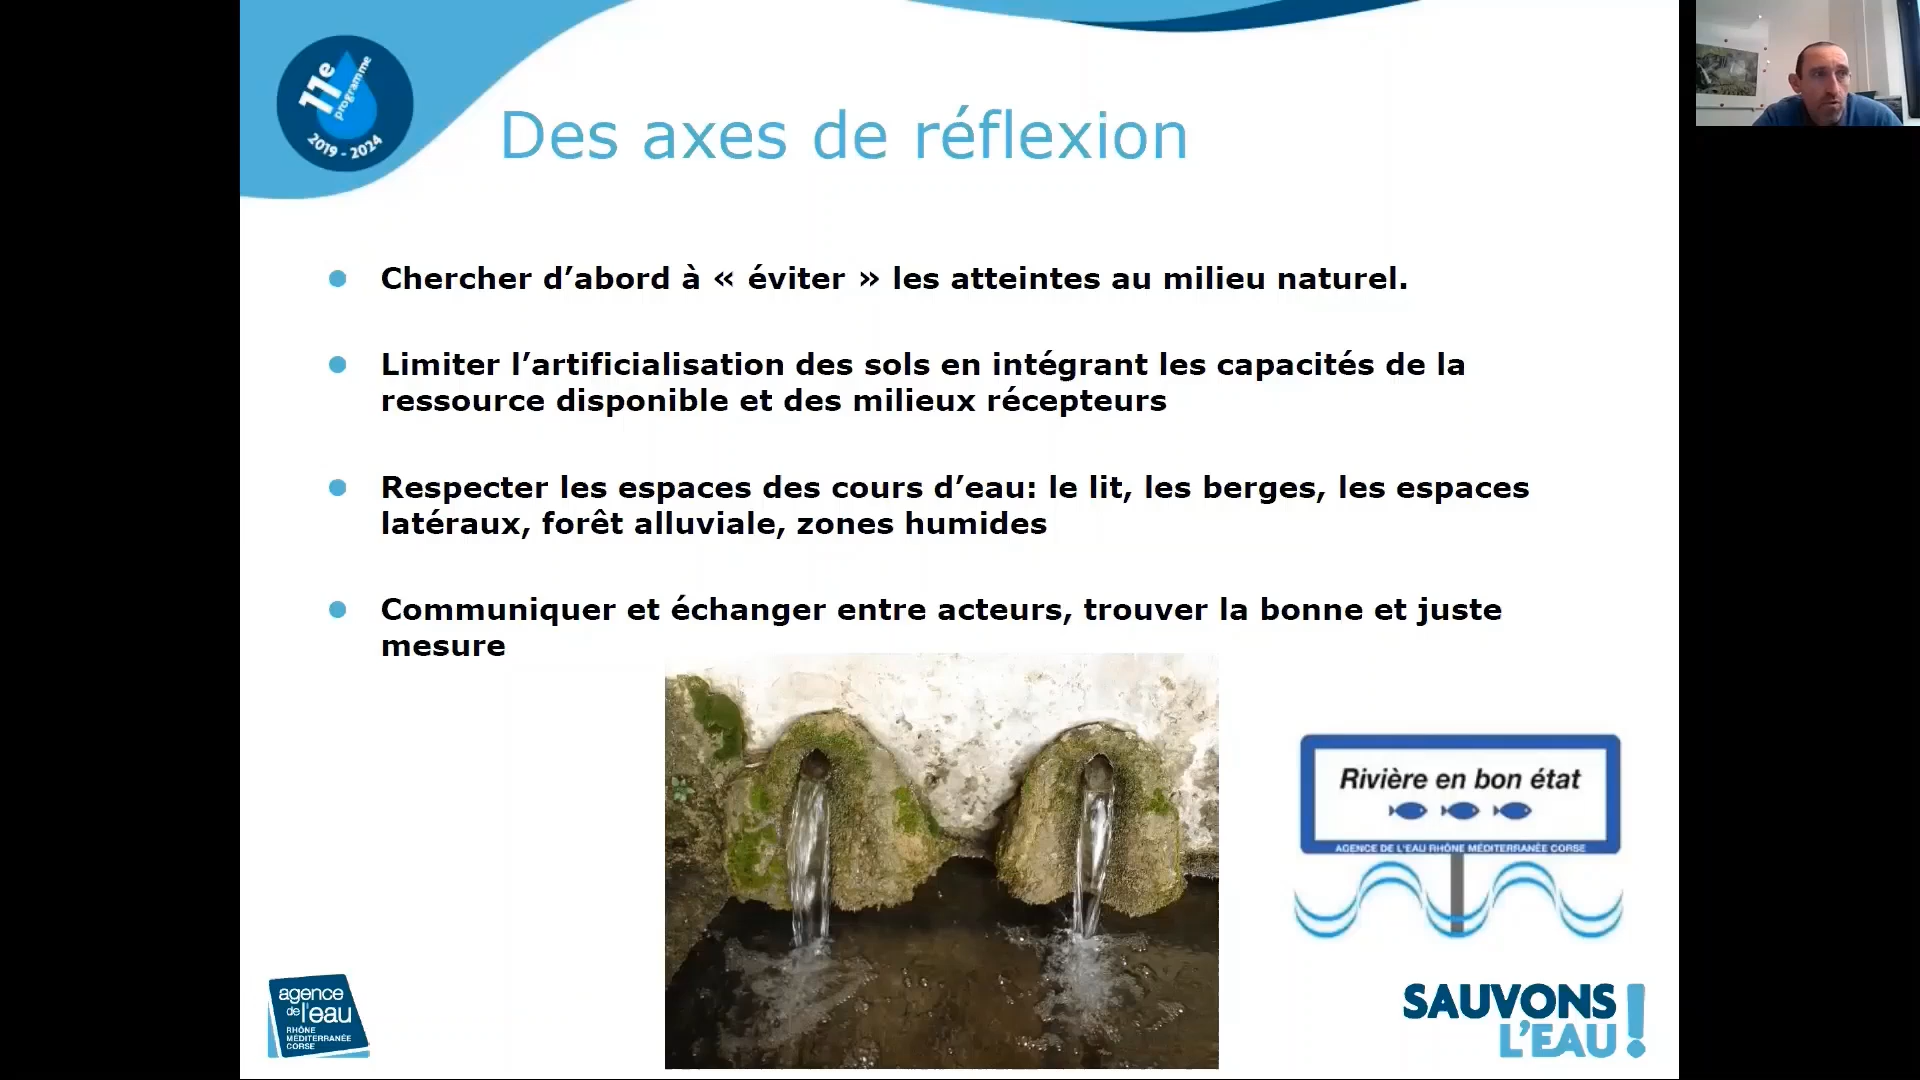 11e
programme
2019 - 2024
Des axes de réflexion
Chercher d’abord à « éviter » les atteintes au milieu naturel.
Limiter l’artificialisation des sols en intégrant les capacités de la
ressource disponible et des milieux récepteurs
Respecter les espaces des cours d’eau: le lit, les berges, les espaces
latéraux, forêt alluviale, zones humides
Communiquer et échanger entre acteurs, trouver la bonne et juste
mesure
Rivière en bon état
AGENCE DE L'EAU RHÔNE MÉDITERRANÉE CORSE
agence
de l'eau
RHÔNE
MÉDITERRANÉE
CORSE
SAUVONS
L'EAU !